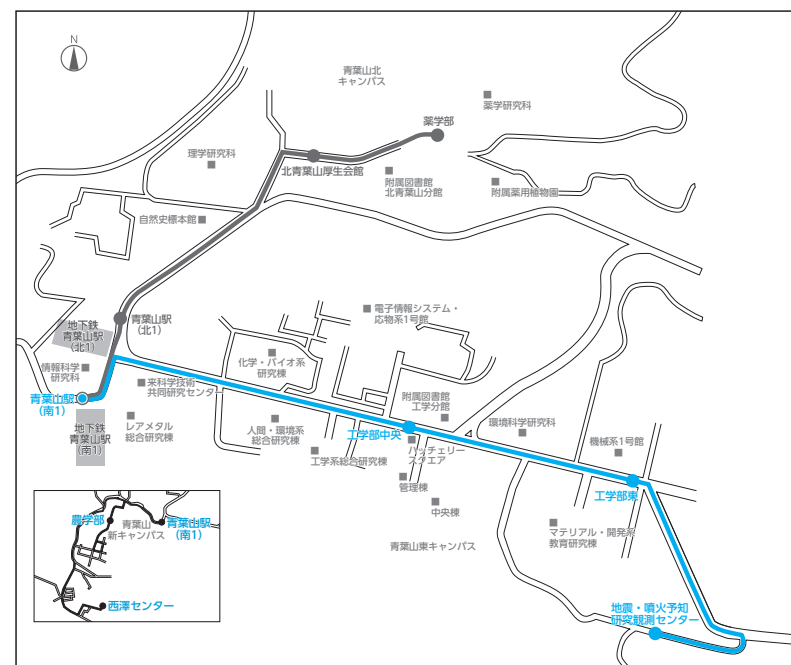 N
青葉山北
キャンパス
薬学研究科
薬学部
理学研究科
北青葉山厚生会館
附属図書館
北青葉山分館
附属薬用植物園
自然史標本館
電子情報システム・
応物系1号館
青葉山駅
(北1)
地下鉄
青葉山駅
(北1)
情報科学
研究科
化学・バイオ系
研究棟
来科学技術
共同研究センター
青葉山駅
(南1)
附属図書館
工学分館
レアメタル
総合研究棟
人間・環境系
総合研究棟
工学部中央
環境科学研究科
地下鉄
青葉山駅
(南1)
工学系総合研究棟
ハッチェリー
スクエア
機械系1号館
管理棟
工学部東
中央棟
農学部
青葉山
新キャンパス
青葉山駅
(南1)
マテリアル・開発系
教育研究棟
青葉山東キャンパス
西澤センター
地震・噴火予知
研究観測センター